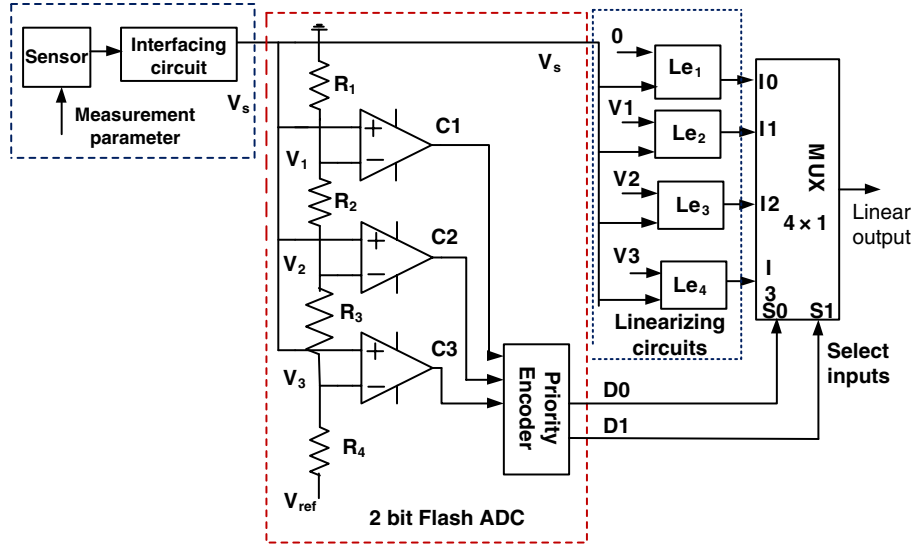 Sensor
Interfacing
circuit
Measurement
parameter
Vs
Vs
R1
R2
R3
R4
V1
V2
V3
Vref
+
−
C1
+
−
C2
+
−
C3
Priority
Encoder
2 bit Flash ADC
D0
D1
0
V1
V2
V3
Le1
Le2
Le3
Le4
Linearizing
circuits
I0
I1
I2
I
3
MUX
4 × 1
S0 S1
Select
inputs
Linear
output